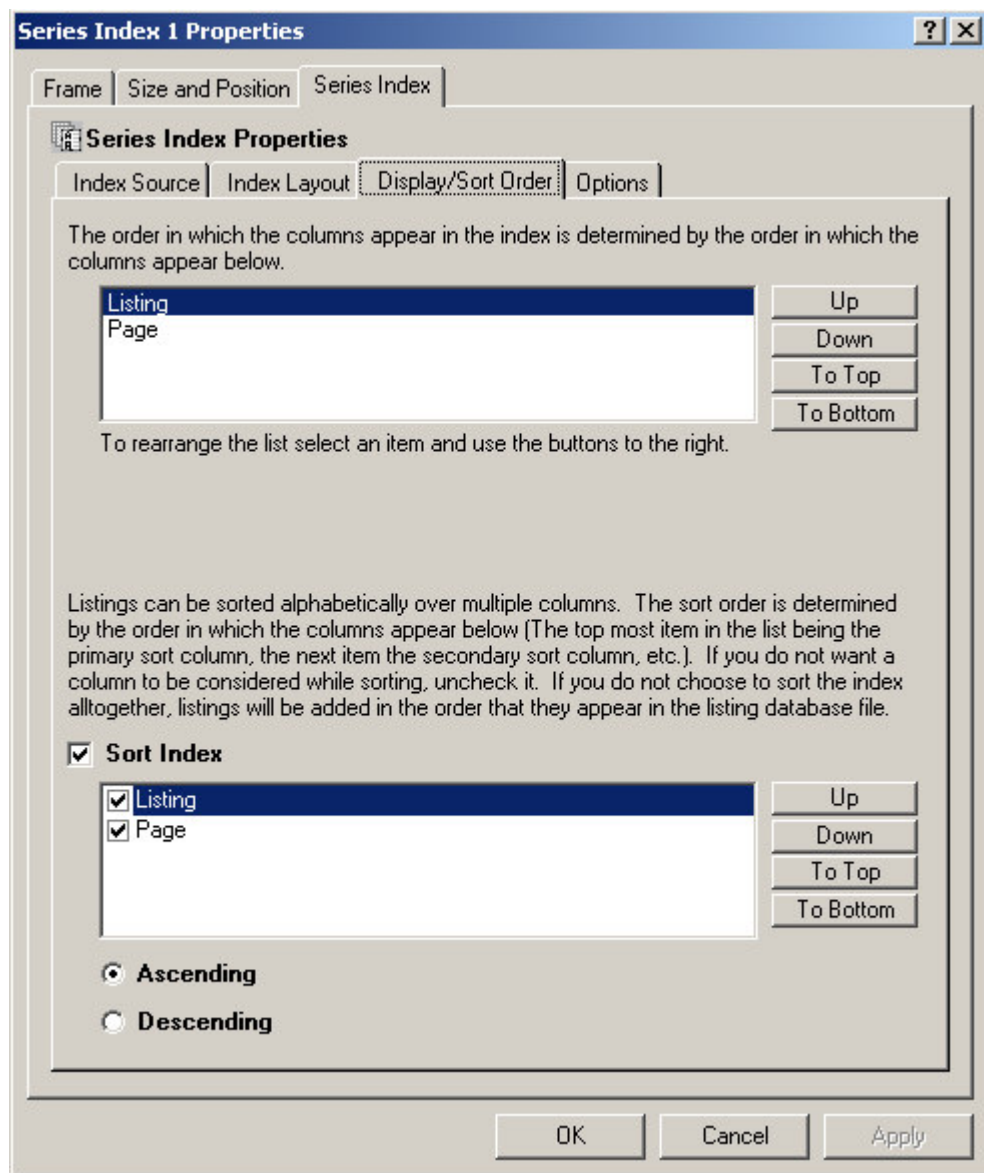 Series Index 1 Properties
Frame
Size and Position
Series Index
Series Index Properties
Index Source
Index Layout
Display/Sort Order
Options
The order in which the columns appear in the index is determined by the order in which the
columns appear below.
Listing
Page
Up
Down
To Top
To Bottom
To rearrange the list select an item and use the buttons to the right.
Listings can be sorted alphabetically over multiple columns.  The sort order is determined
by the order in which the columns appear below (The top most item in the list being the
primary sort column, the next item the secondary sort column, etc.).  If you do not want a
column to be considered while sorting, uncheck it.  If you do not choose to sort the index
alltogether, listings will be added in the order that they appear in the listing database file.
Sort Index
Listing
Page
Up
Down
To Top
To Bottom
Ascending
Descending
OK
Cancel
Apply